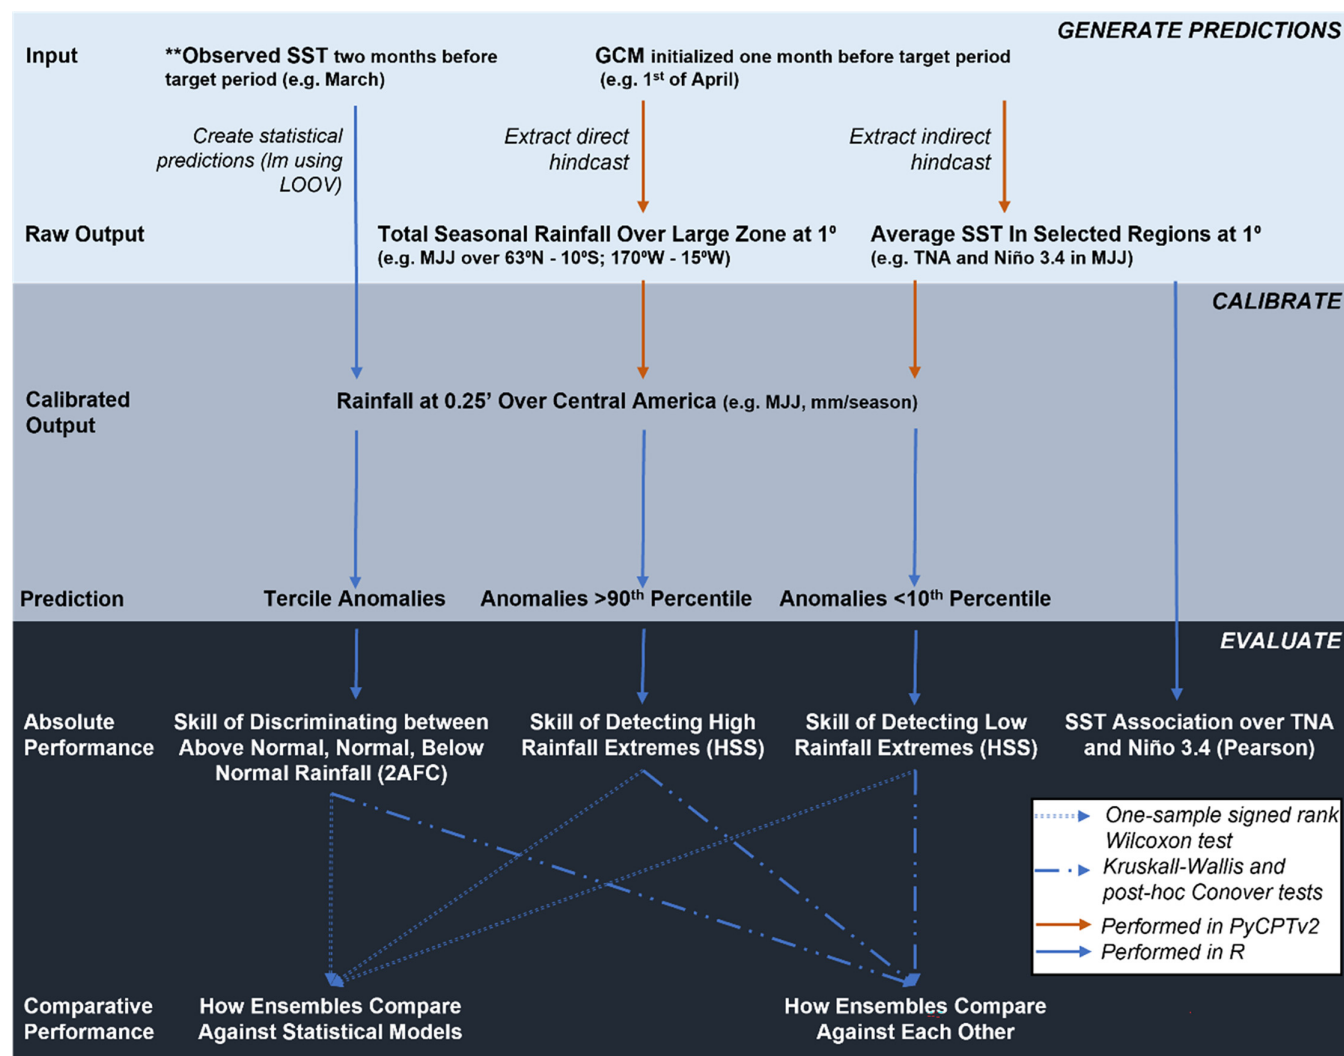 GENERATE PREDICTIONS
Input
**Observed SST two months before
target period (e.g. March)
GCM initialized one month before target period
(e.g. 1st of April)
Create statistical
predictions (lm using
LOOV)
Extract direct
hindcast
Extract indirect
hindcast
Raw Output
Total Seasonal Rainfall Over Large Zone at 1º
(e.g. MJJ over 63ºN - 10ºS; 170ºW - 15ºW)
Average SST In Selected Regions at 1º
(e.g. TNA and Niño 3.4 in MJJ)
CALIBRATE
Calibrated
Output
Rainfall at 0.25' Over Central America (e.g. MJJ, mm/season)
Prediction
Tercile Anomalies
Anomalies >90th Percentile
Anomalies <10th Percentile
EVALUATE
Absolute
Performance
Skill of Discriminating between
Above Normal, Normal, Below
Normal Rainfall (2AFC)
Skill of Detecting High
Rainfall Extremes (HSS)
Skill of Detecting Low
Rainfall Extremes (HSS)
SST Association over TNA
and Niño 3.4 (Pearson)
One-sample signed rank
Wilcoxon test
Kruskall-Wallis and
post-hoc Conover tests
Performed in PyCPTv2
Performed in R
Comparative
Performance
How Ensembles Compare
Against Statistical Models
How Ensembles Compare
Against Each Other